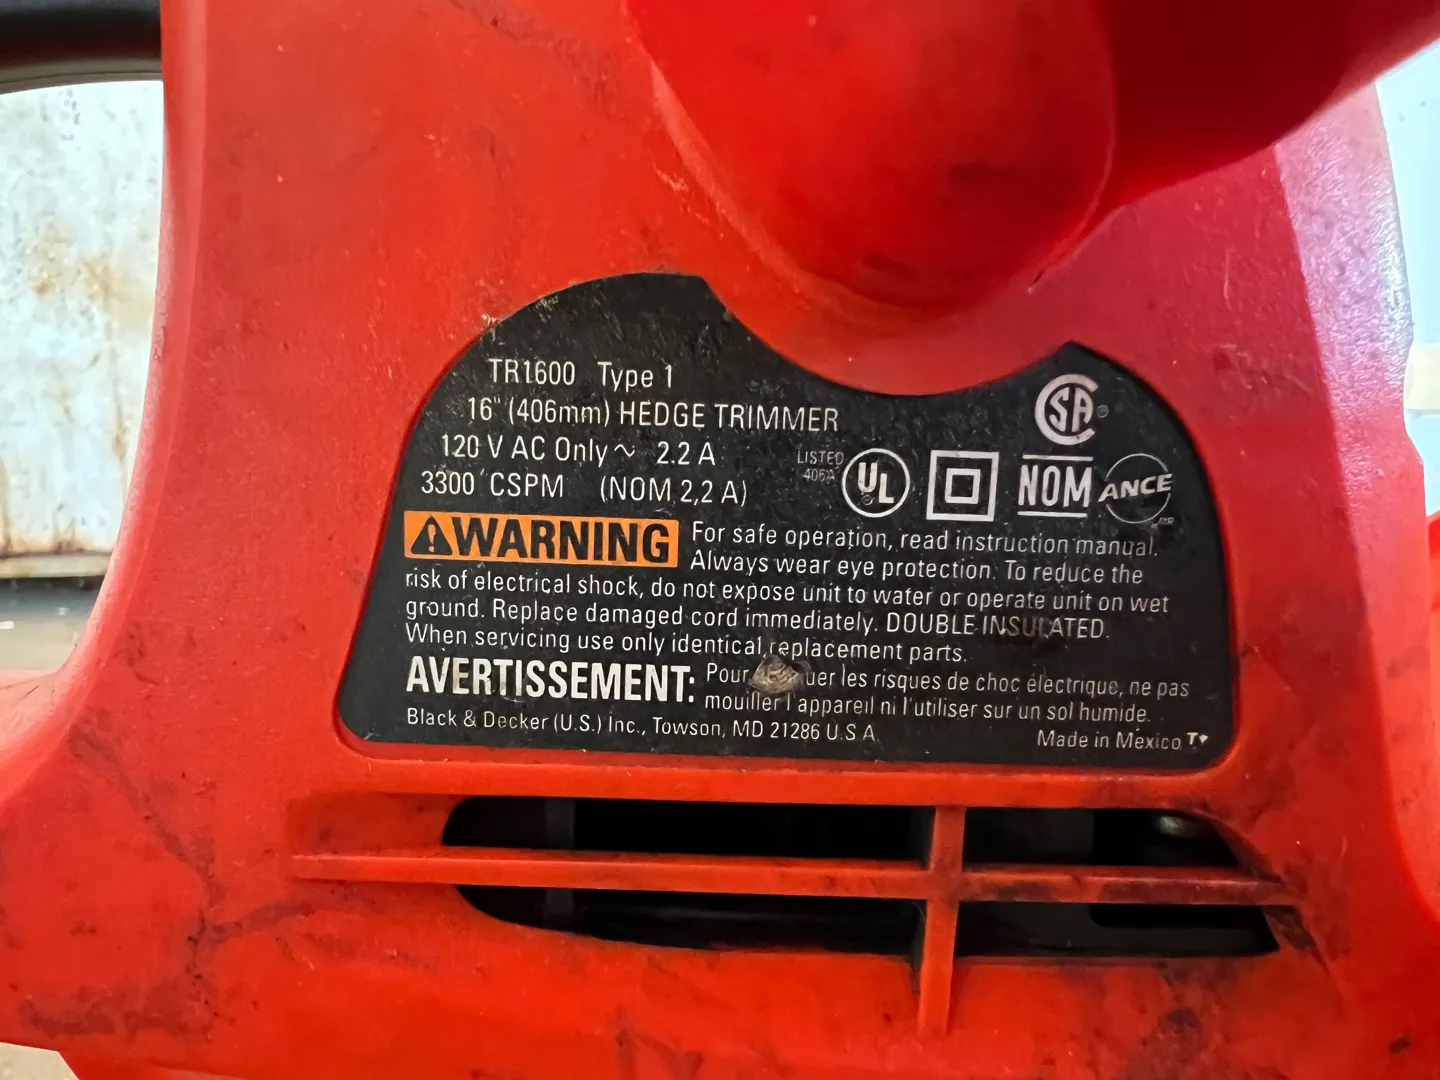 TR1600 Type 1
16" (406mm) HEDGE TRIMMER
120 V AC Only ~ 2.2 A
3300 CSPM (NOM 2,2 A)
LISTED
406A
UL
SA
NOM
ANCE
WARNING For safe operation, read instruction manual.
Always wear eye protection. To reduce the
risk of electrical shock, do not expose unit to water or operate unit on wet
ground. Replace damaged cord immediately. DOUBLE INSULATED.
When servicing use only identical replacement parts.
AVERTISSEMENT: Pour les risques de choc électrique, ne pas
mouiller l'appareil ni l'utiliser sur un sol humide.
Black & Decker (U.S.) Inc., Towson, MD 21286 U.S A
Made in Mexico